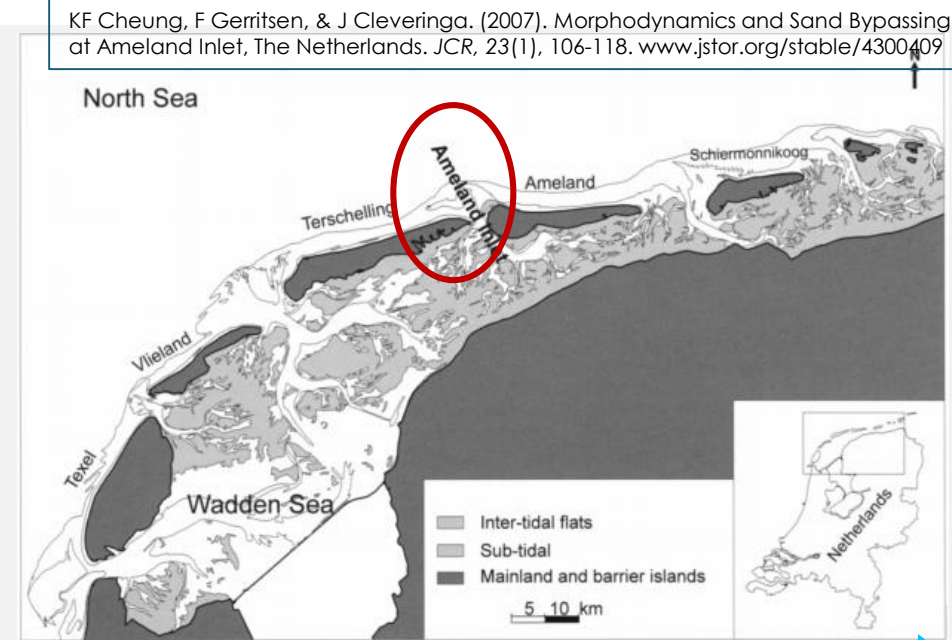 KF Cheung, F Gerritsen, & J Cleveringa. (2007). Morphodynamics and Sand Bypassing
at Ameland Inlet, The Netherlands. JCR, 23(1), 106-118. www.jstor.org/stable/4300409
N
North Sea
Ameland Inlet
Schiermonnikoog
Ameland
Terschelling
Vlieland
Texel
Wadden Sea
Inter-tidal flats
Sub-tidal
Mainland and barrier islands
5 10 km
Netherlands